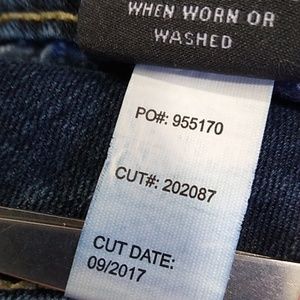 WHEN WORN OR
WASHED
PO#: 955170
CUT#: 202087
CUT DATE:
09/2017